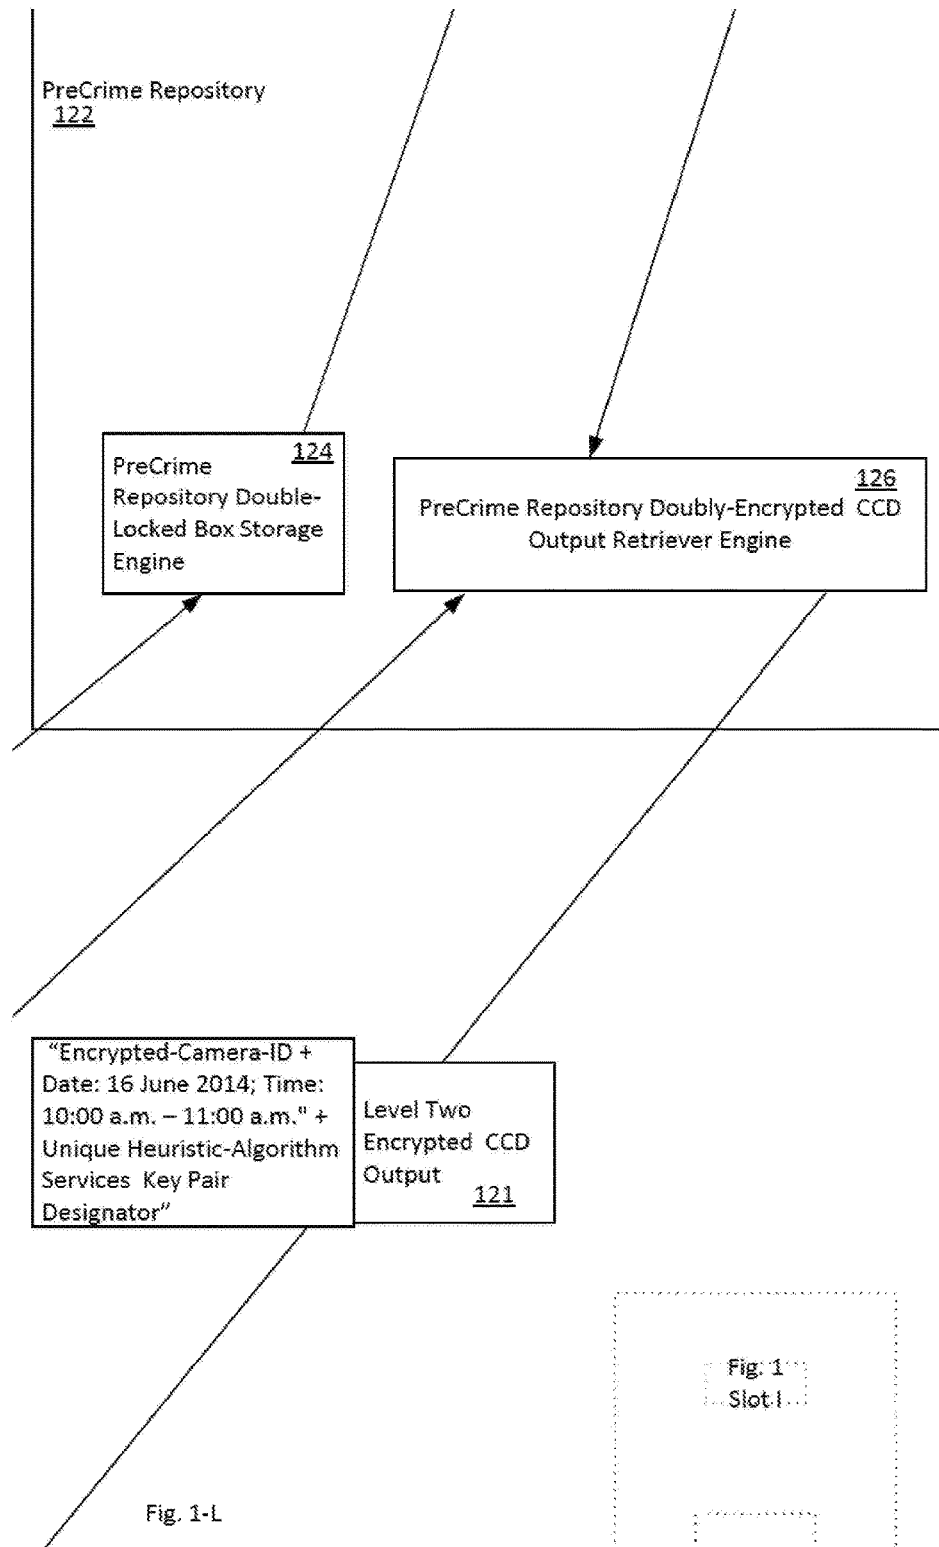 PreCrime Repository
122
124
PreCrime
Repository Double-
Locked Box Storage
Engine
126
PreCrime Repository Doubly-Encrypted CCD
Output Retriever Engine
“Encrypted-Camera-ID +
Date: 16 June 2014; Time:
10:00 a.m. – 11:00 a.m." +
Unique Heuristic-Algorithm
Services Key Pair
Designator”
Level Two
Encrypted CCD
Output
121
Fig. 1
Slot I
Fig. 1-L